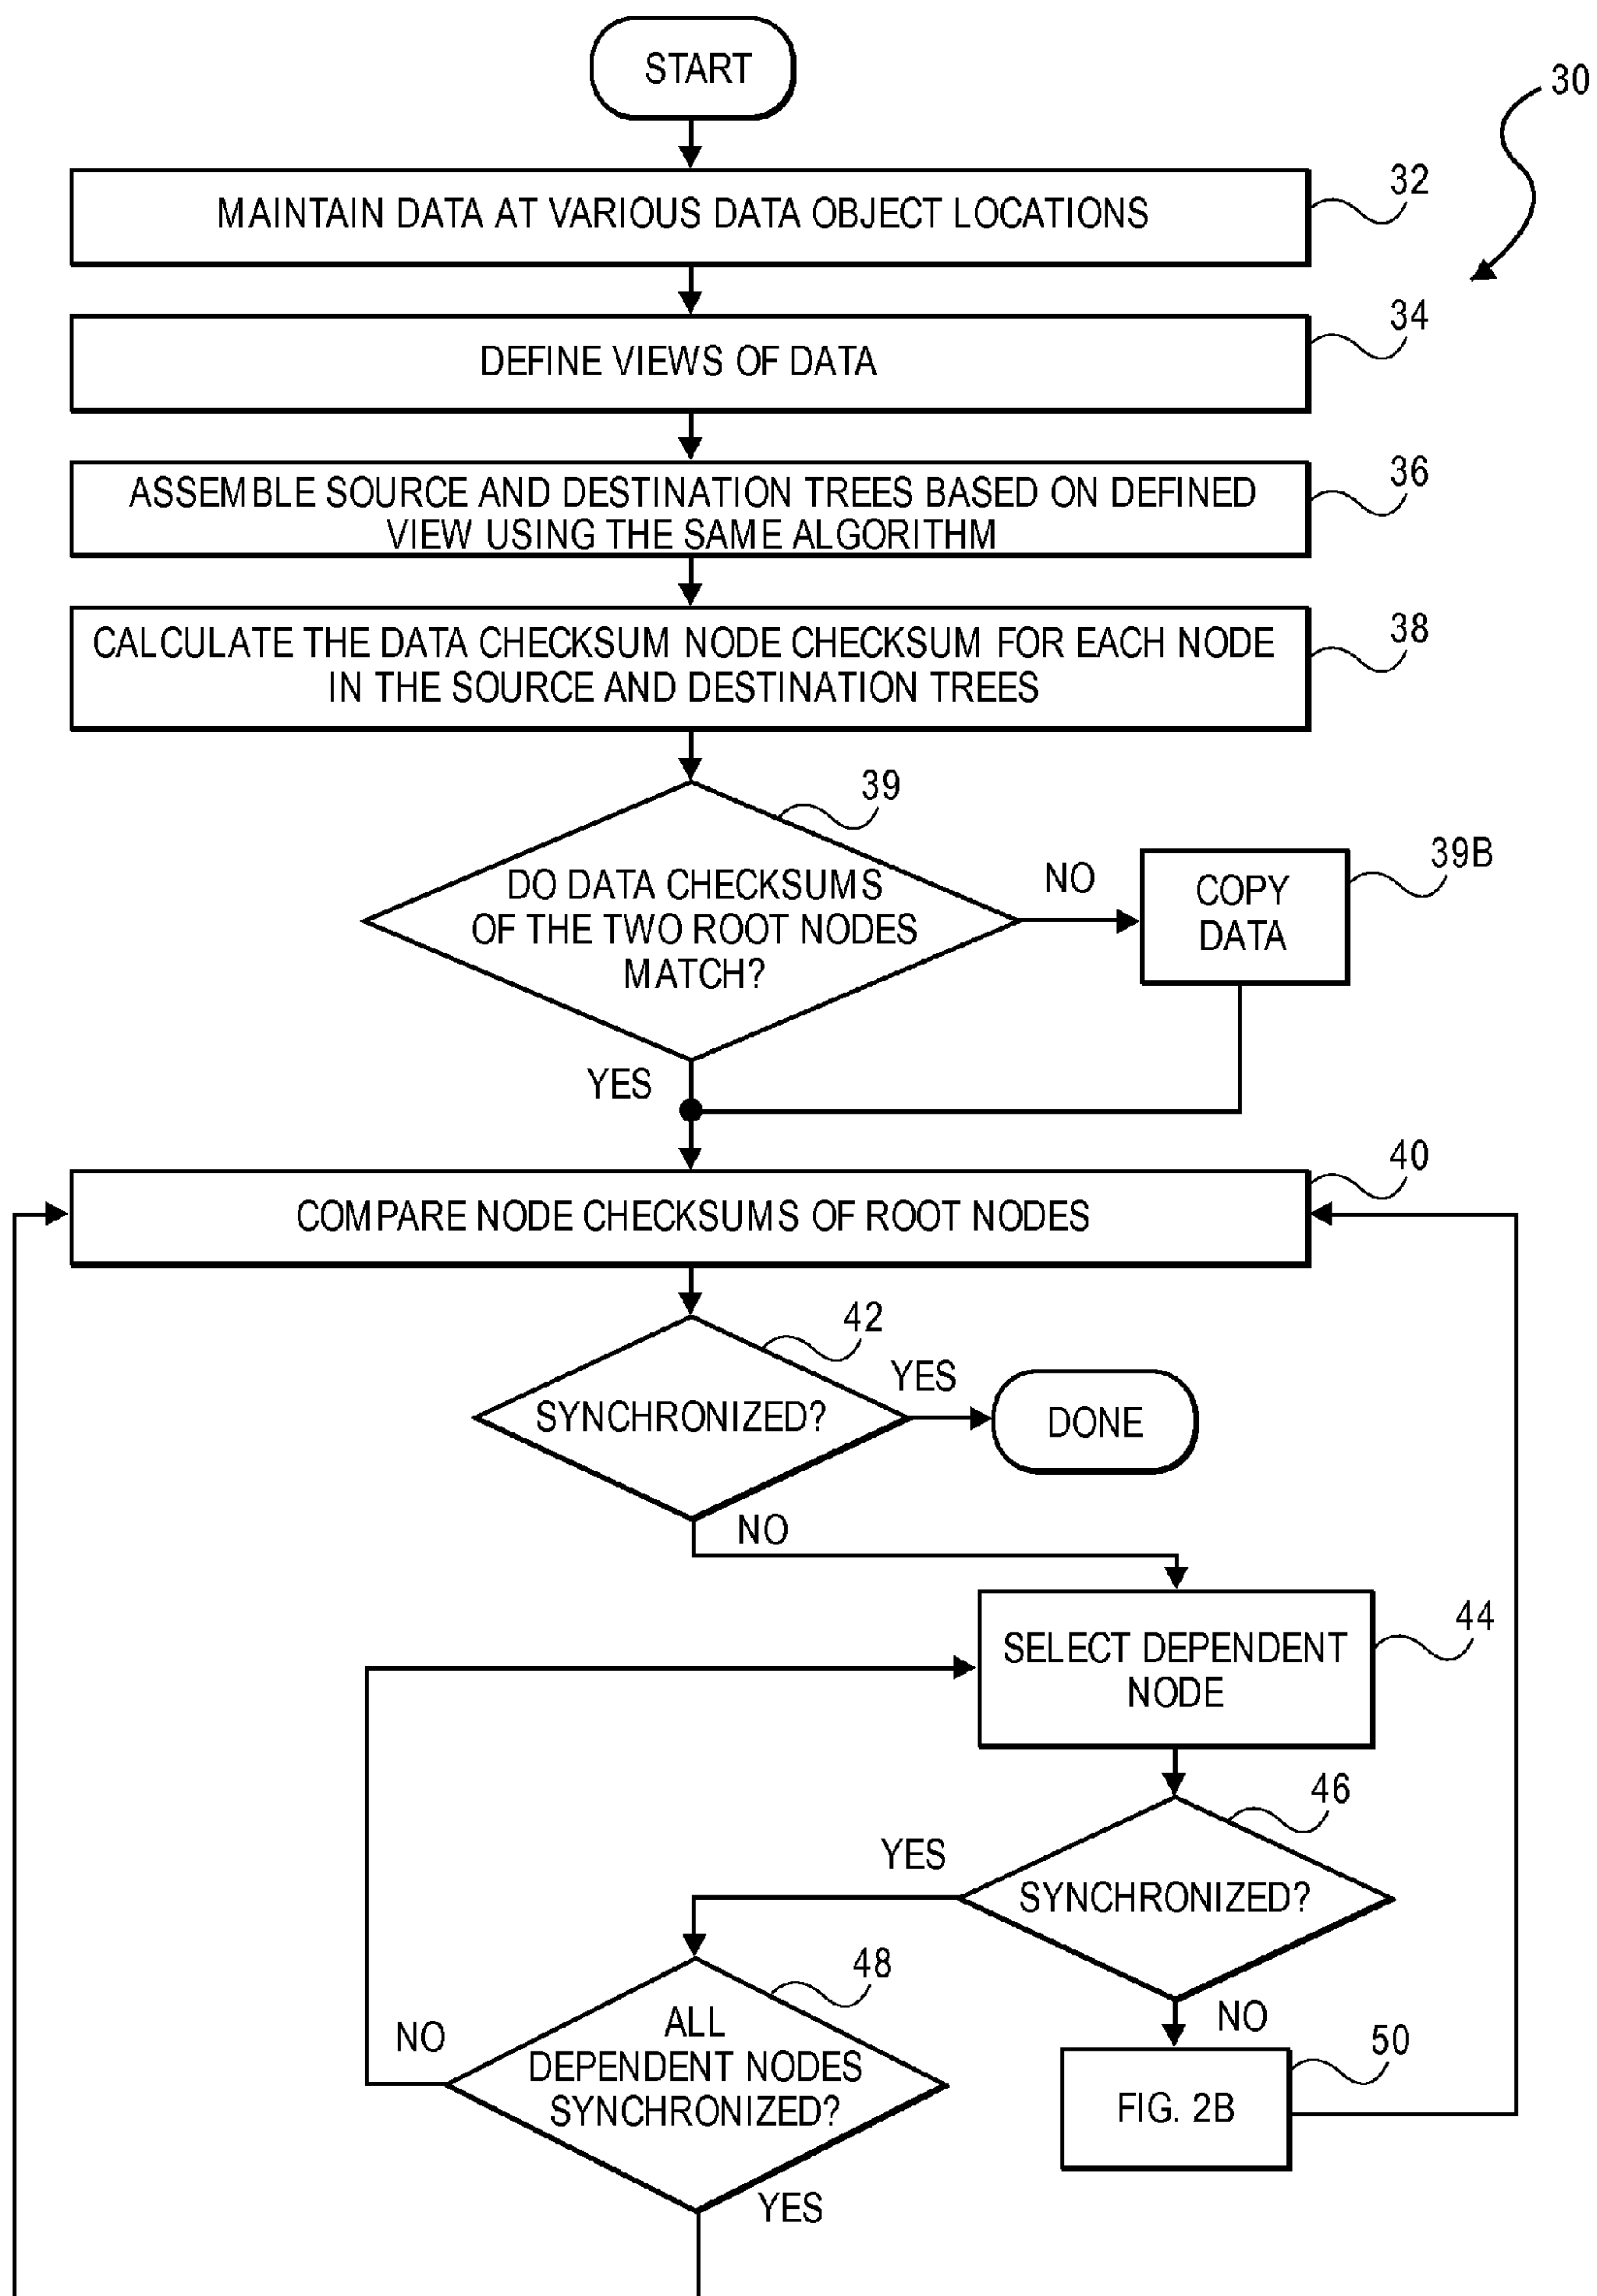 START
30
MAINTAIN DATA AT VARIOUS DATA OBJECT LOCATIONS
32
DEFINE VIEWS OF DATA
34
ASSEMBLE SOURCE AND DESTINATION TREES BASED ON DEFINED
VIEW USING THE SAME ALGORITHM
36
CALCULATE THE DATA CHECKSUM NODE CHECKSUM FOR EACH NODE
IN THE SOURCE AND DESTINATION TREES
38
39
DO DATA CHECKSUMS
OF THE TWO ROOT NODES
MATCH?
NO
COPY
DATA
39B
YES
COMPARE NODE CHECKSUMS OF ROOT NODES
40
42
SYNCHRONIZED?
YES
DONE
NO
SELECT DEPENDENT
NODE
44
46
YES
SYNCHRONIZED?
48
NO
ALL
DEPENDENT NODES
SYNCHRONIZED?
NO
FIG. 2B
50
YES